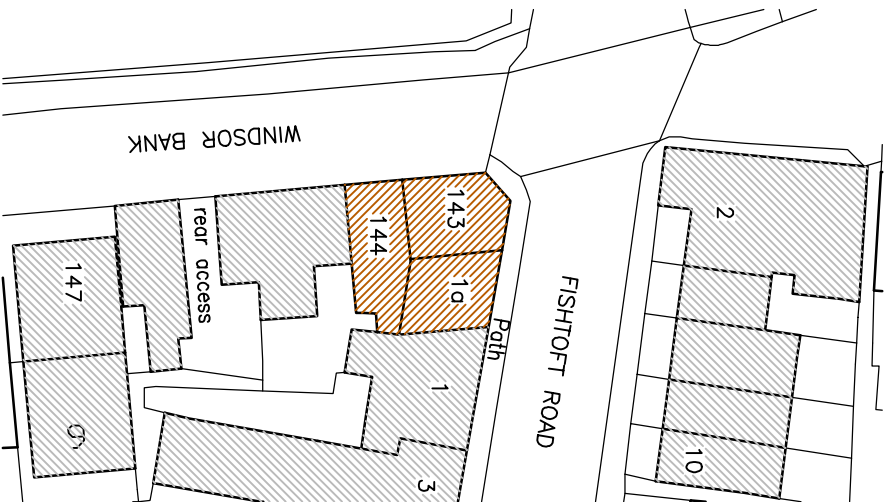 WINDSOR BANK
2
143
144
rear access
147
1a
FISHTOFT ROAD
Path
1
10
3